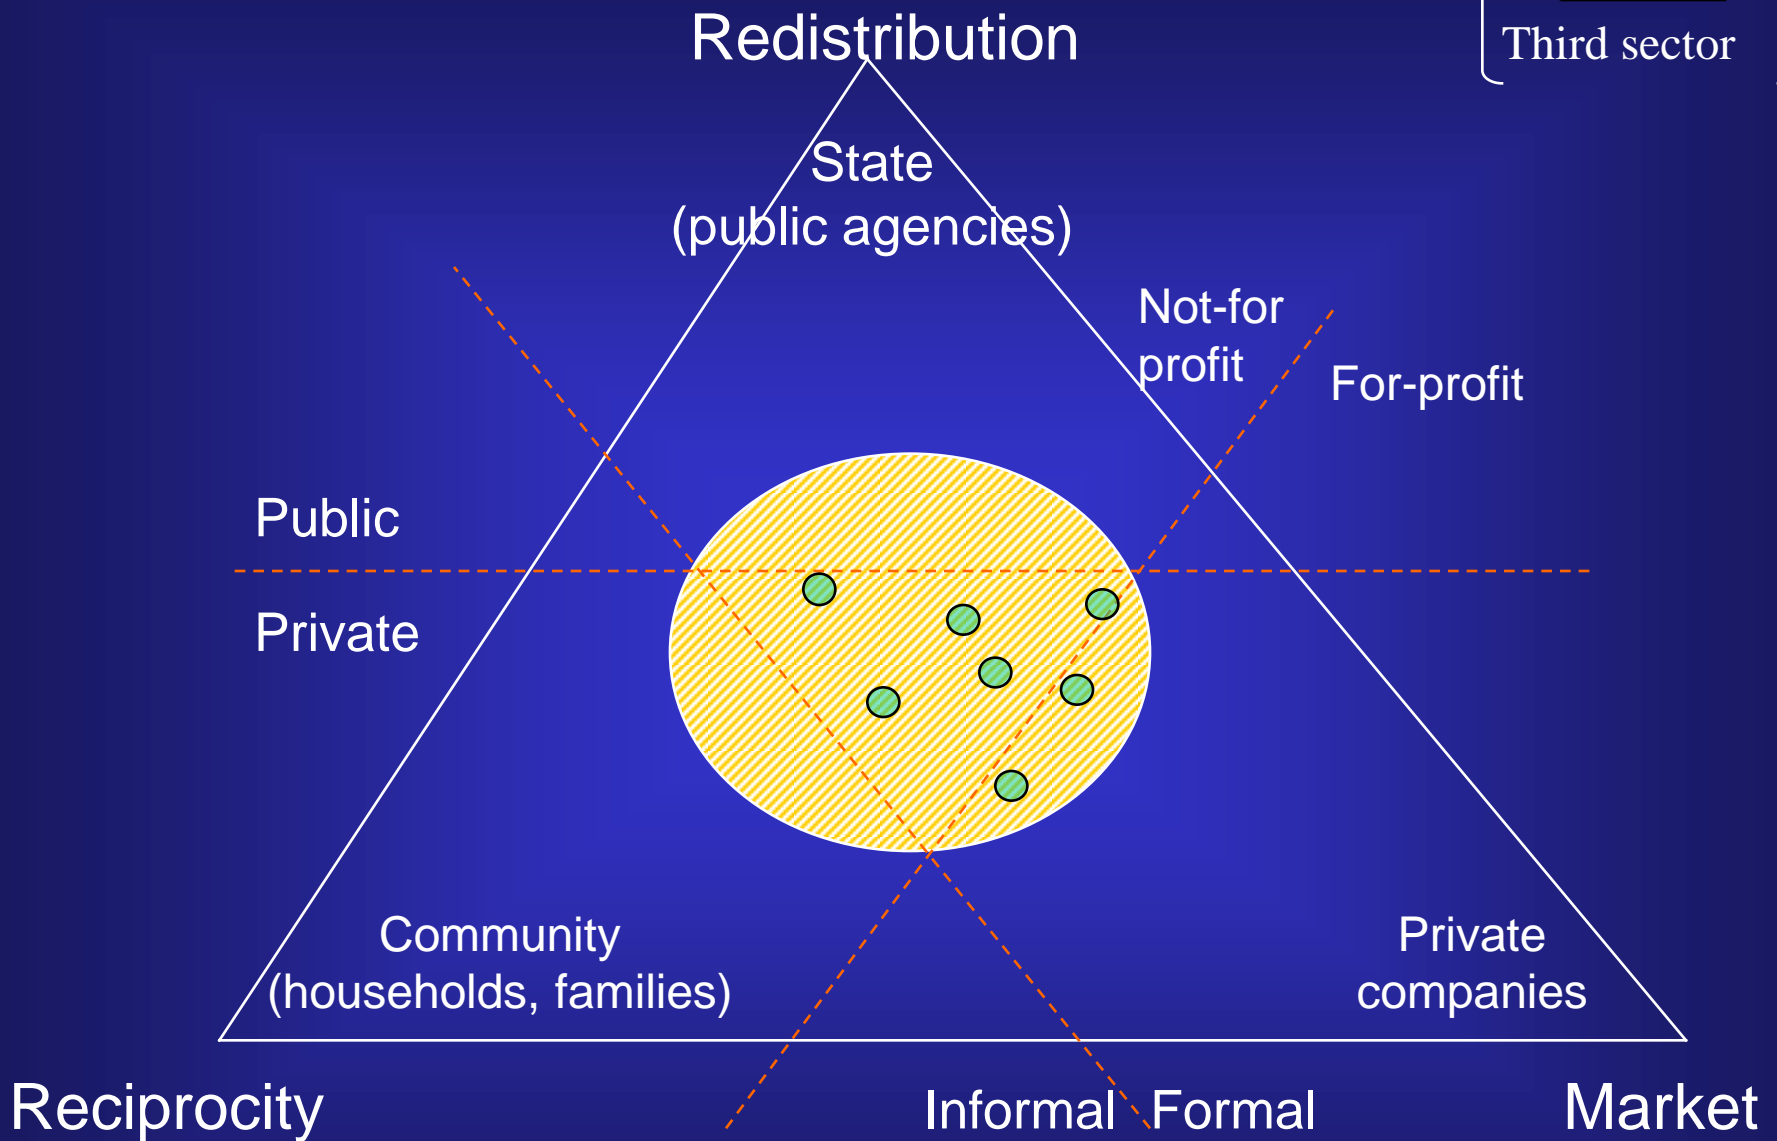 Redistribution
Third sector
State
(public agencies)
Not-for
profit
For-profit
Public
Private
Community
(households, families)
Private
companies
Reciprocity
Informal
Formal
Market